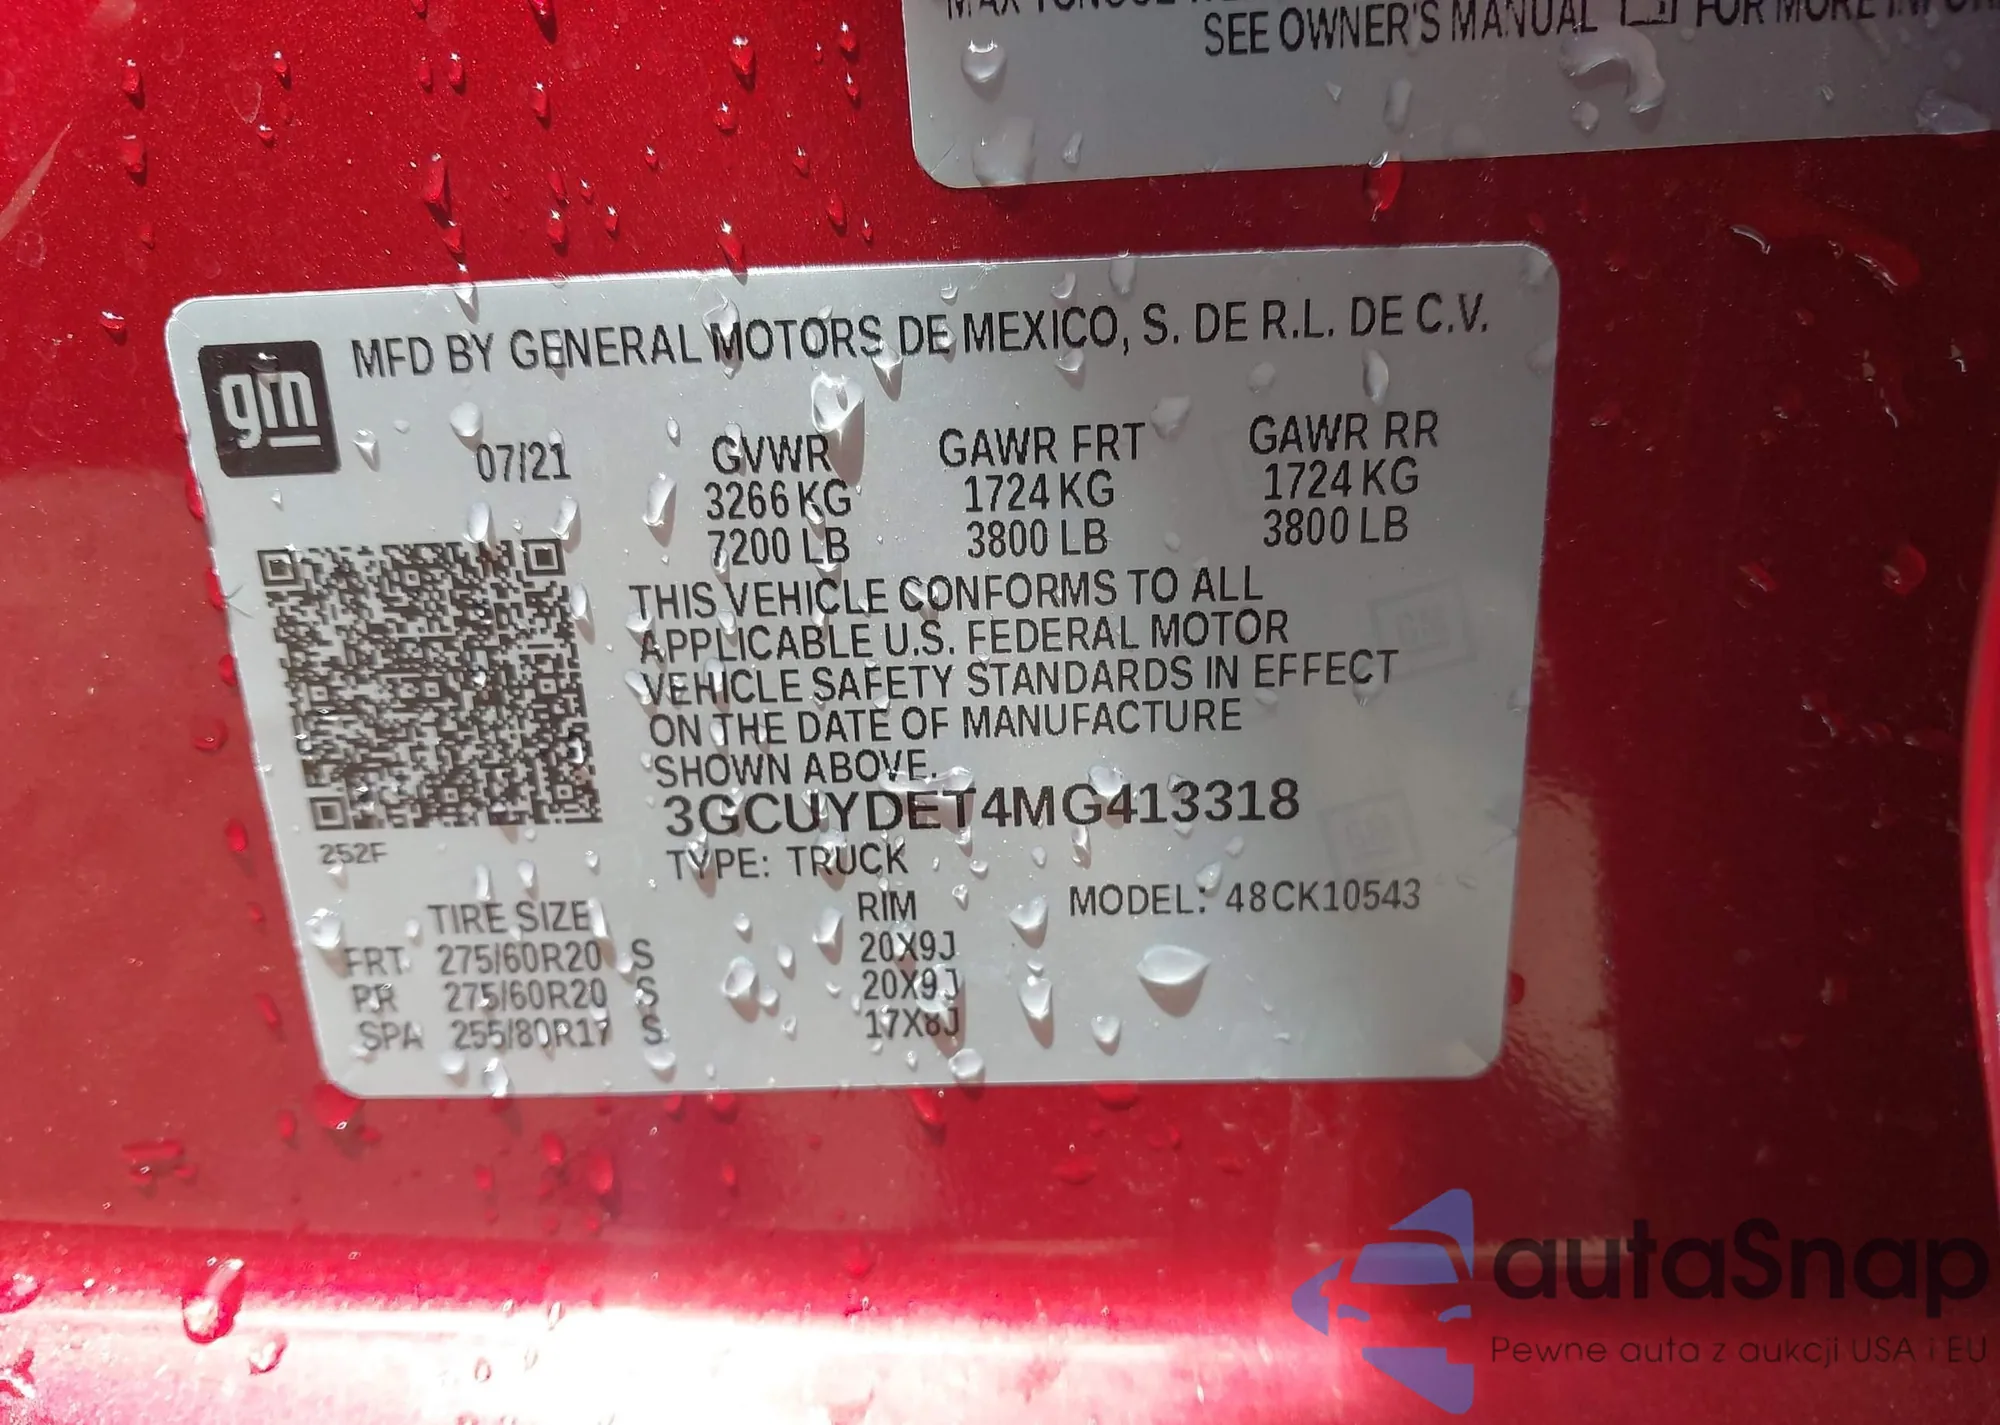 SEE OWNER'S MANUAL FOR MORE
gm
MFD BY GENERAL MOTORS DE MEXICO, S. DE R.L. DE C.V.
07/21 GVWR GAWR FRT GAWR RR
3266 KG 1724 KG 1724 KG
7200 LB 3800 LB 3800 LB
THIS VEHICLE CONFORMS TO ALL
APPLICABLE U.S. FEDERAL MOTOR
VEHICLE SAFETY STANDARDS IN EFFECT
ON THE DATE OF MANUFACTURE
SHOWN ABOVE.
3GCUYDET4MG413318
252F
TYPE: TRUCK
TIRE SIZE RIM MODEL: 48CK10543
FRT 275/60R20 S 20X9J
RR 275/60R20 S 20X9J
SPA 255/80R17 S 17X8J
autaSnap
Pewne auta z aukcji USA i EU